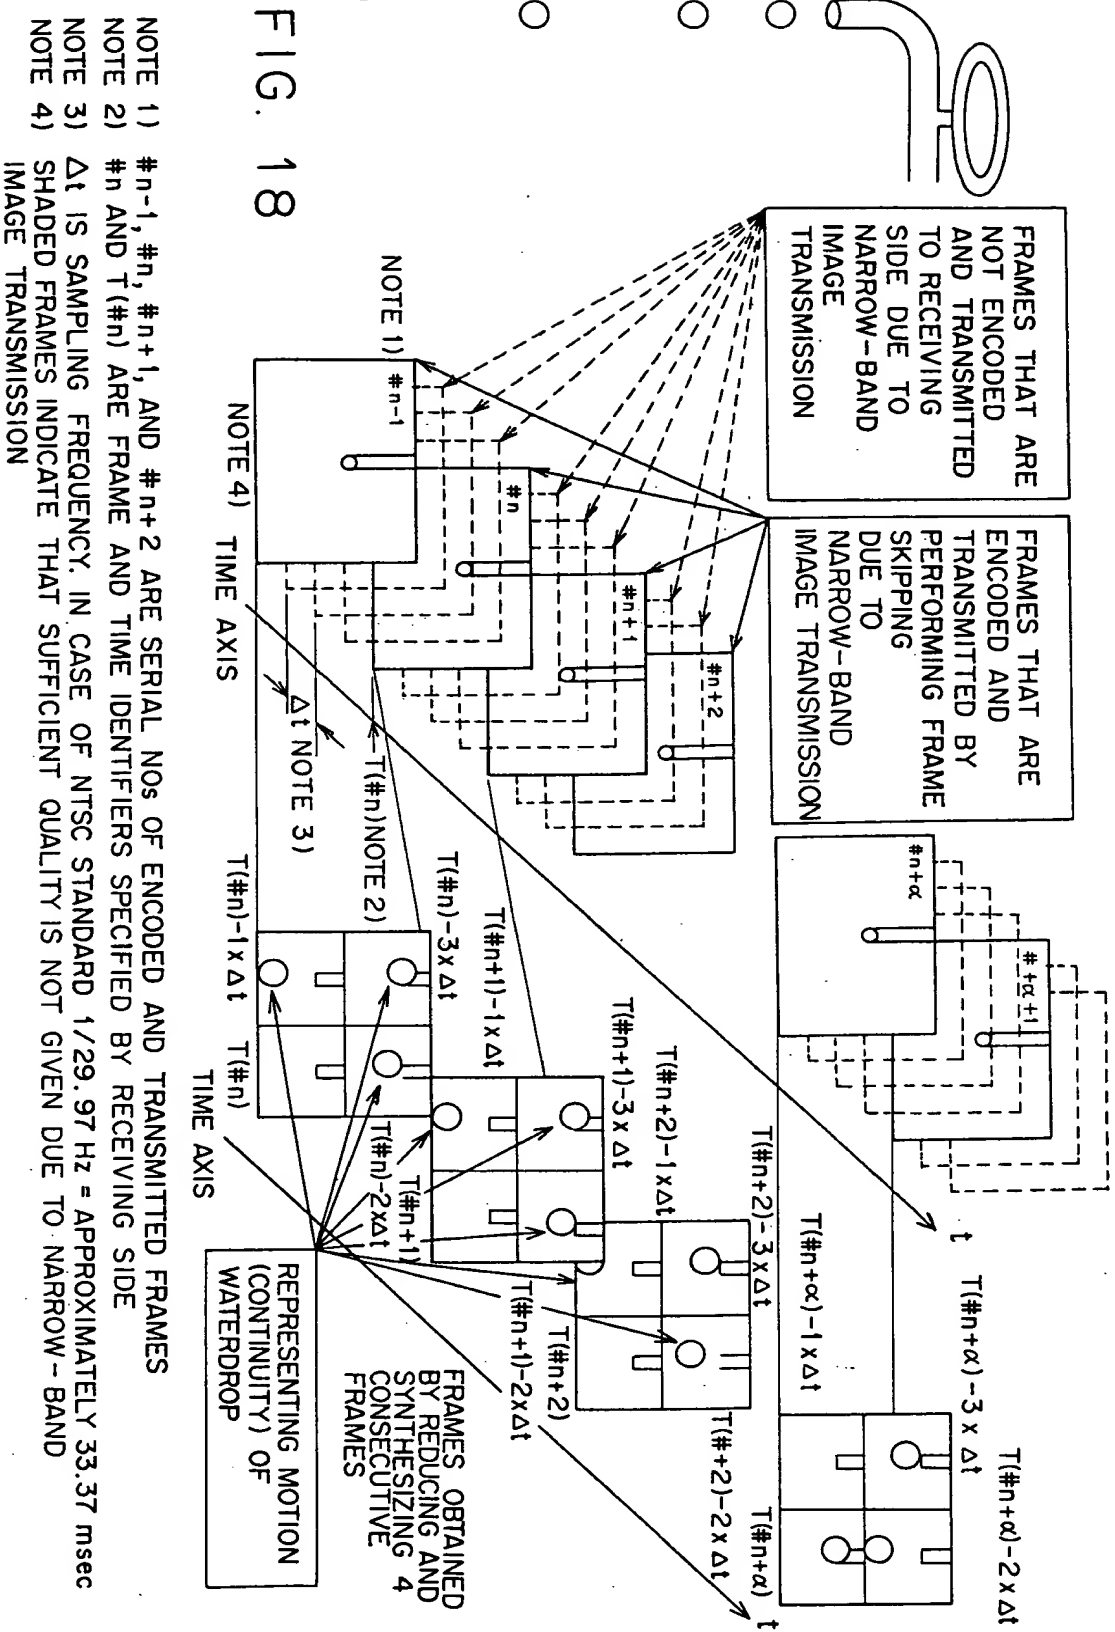 FRAMES THAT ARE
NOT ENCODED
AND TRANSMITTED
TO RECEIVING
SIDE DUE TO
NARROW-BAND
IMAGE
TRANSMISSION
FRAMES THAT ARE
ENCODED AND
TRANSMITTED BY
PERFORMING FRAME
SKIPPING
DUE TO
NARROW-BAND
IMAGE TRANSMISSION
#n+α
#+α+1
NOTE 1)
#n-1
#n
#n+1
#n+2
NOTE 4)
TIME AXIS
Δt NOTE 3)
T(#n)NOTE 2)
t
T(#n)-3xΔt
T(#n+1)-1xΔt
T(#n+1)-3xΔt
T(#n+2)-1xΔt
T(#n+2)-3xΔt
T(#n+α)-1xΔt
T(#n+α)-3xΔt
T(#n+α)-2xΔt
T(#n)-1xΔt
T(#n)
T(#n)-2xΔt
T(#n+1)
T(#n+1)-2xΔt
T(#n+2)
T(#+2)-2xΔt
T(#n+α)
t
TIME AXIS
REPRESENTING MOTION
(CONTINUITY) OF
WATERDROP
FRAMES OBTAINED
BY REDUCING AND
SYNTHESIZING 4
CONSECUTIVE
FRAMES
FIG. 18
NOTE 1) #n-1, #n, #n+1, AND #n+2 ARE SERIAL NOs OF ENCODED AND TRANSMITTED FRAMES
NOTE 2) #n AND T(#n) ARE FRAME AND TIME IDENTIFIERS SPECIFIED BY RECEIVING SIDE
NOTE 3) Δt IS SAMPLING FREQUENCY. IN CASE OF NTSC STANDARD 1/29.97 Hz = APPROXIMATELY 33.37 msec
NOTE 4) SHADED FRAMES INDICATE THAT SUFFICIENT QUALITY IS NOT GIVEN DUE TO NARROW-BAND
IMAGE TRANSMISSION